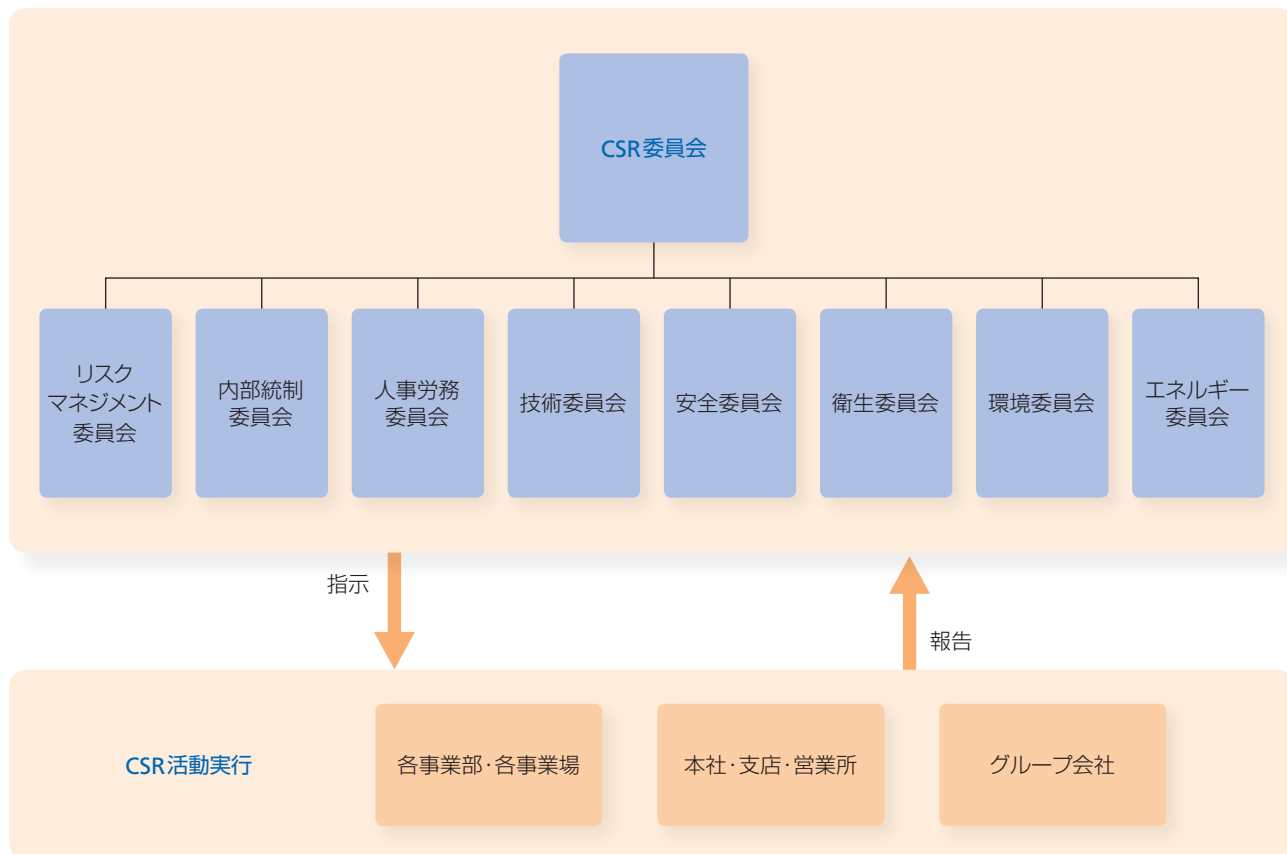 CSR委員会
リスク
マネジメント
委員会
内部統制
委員会
人事労務
委員会
技術委員会
安全委員会
衛生委員会
環境委員会
エネルギー
委員会
指示
報告
CSR活動実行
各事業部・各事業場
本社・支店・営業所
グループ会社